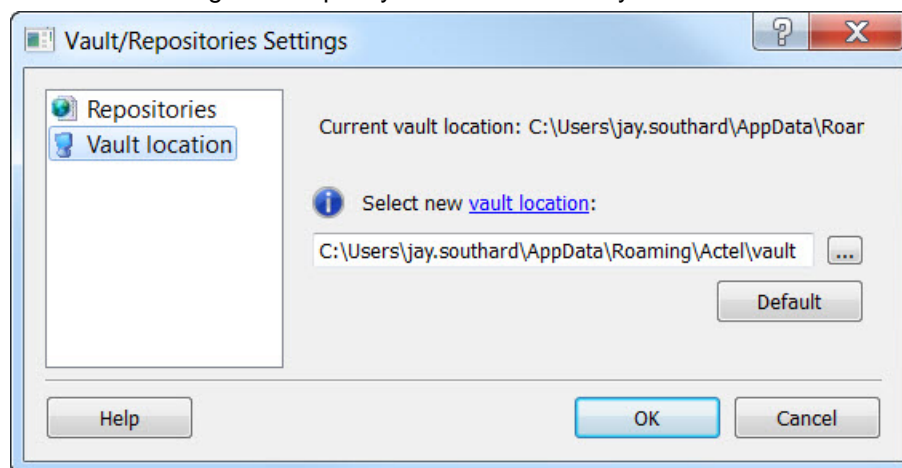 Vault/Repositories Settings
Repositories
Vault location
Current vault location: C:\Users\jay.southard\AppData\Roar
Select new vault location:
C:\Users\jay.southard\AppData\Roaming\Actel\vault
...
Default
Help
OK
Cancel